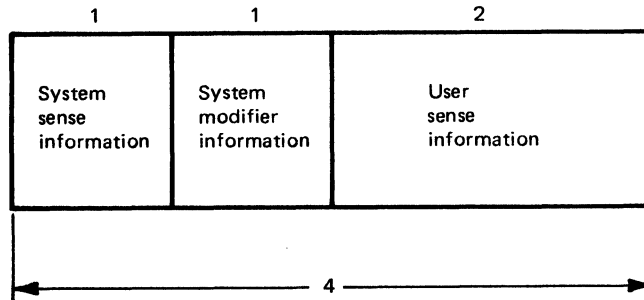 1 1 2
System
sense
information
System
modifier
information
User
sense
information
4